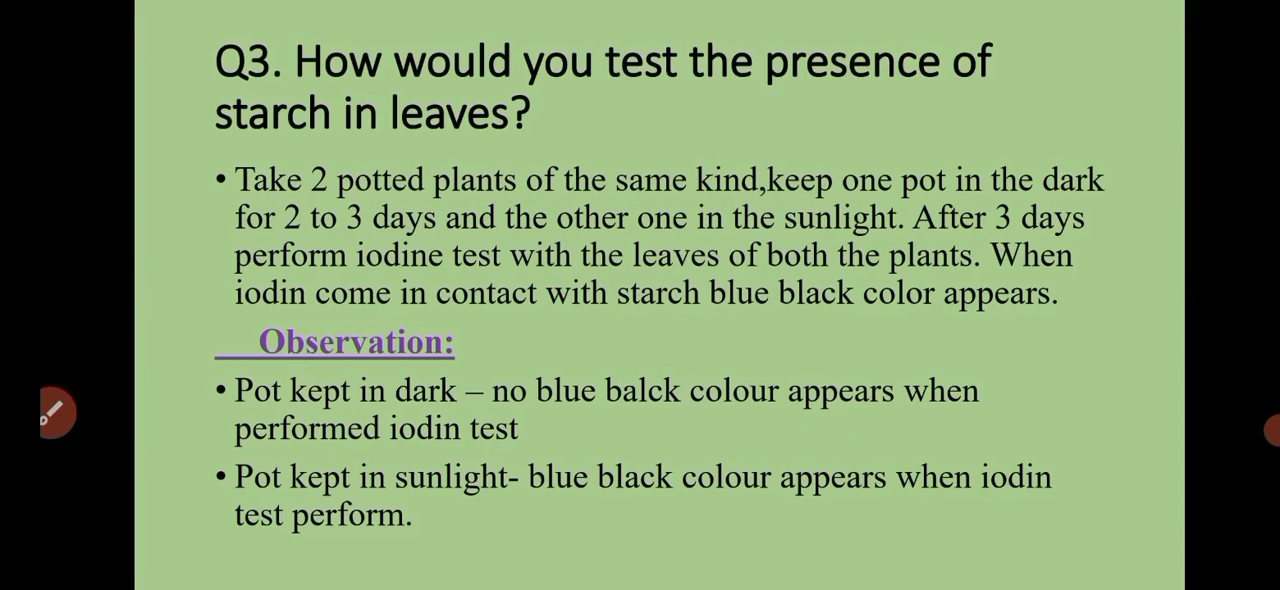 Q3. How would you test the presence of
starch in leaves?
• Take 2 potted plants of the same kind,keep one pot in the dark
for 2 to 3 days and the other one in the sunlight. After 3 days
perform iodine test with the leaves of both the plants. When
iodin come in contact with starch blue black color appears.
Observation:
• Pot kept in dark – no blue balck colour appears when
performed iodin test
• Pot kept in sunlight- blue black colour appears when iodin
test perform.